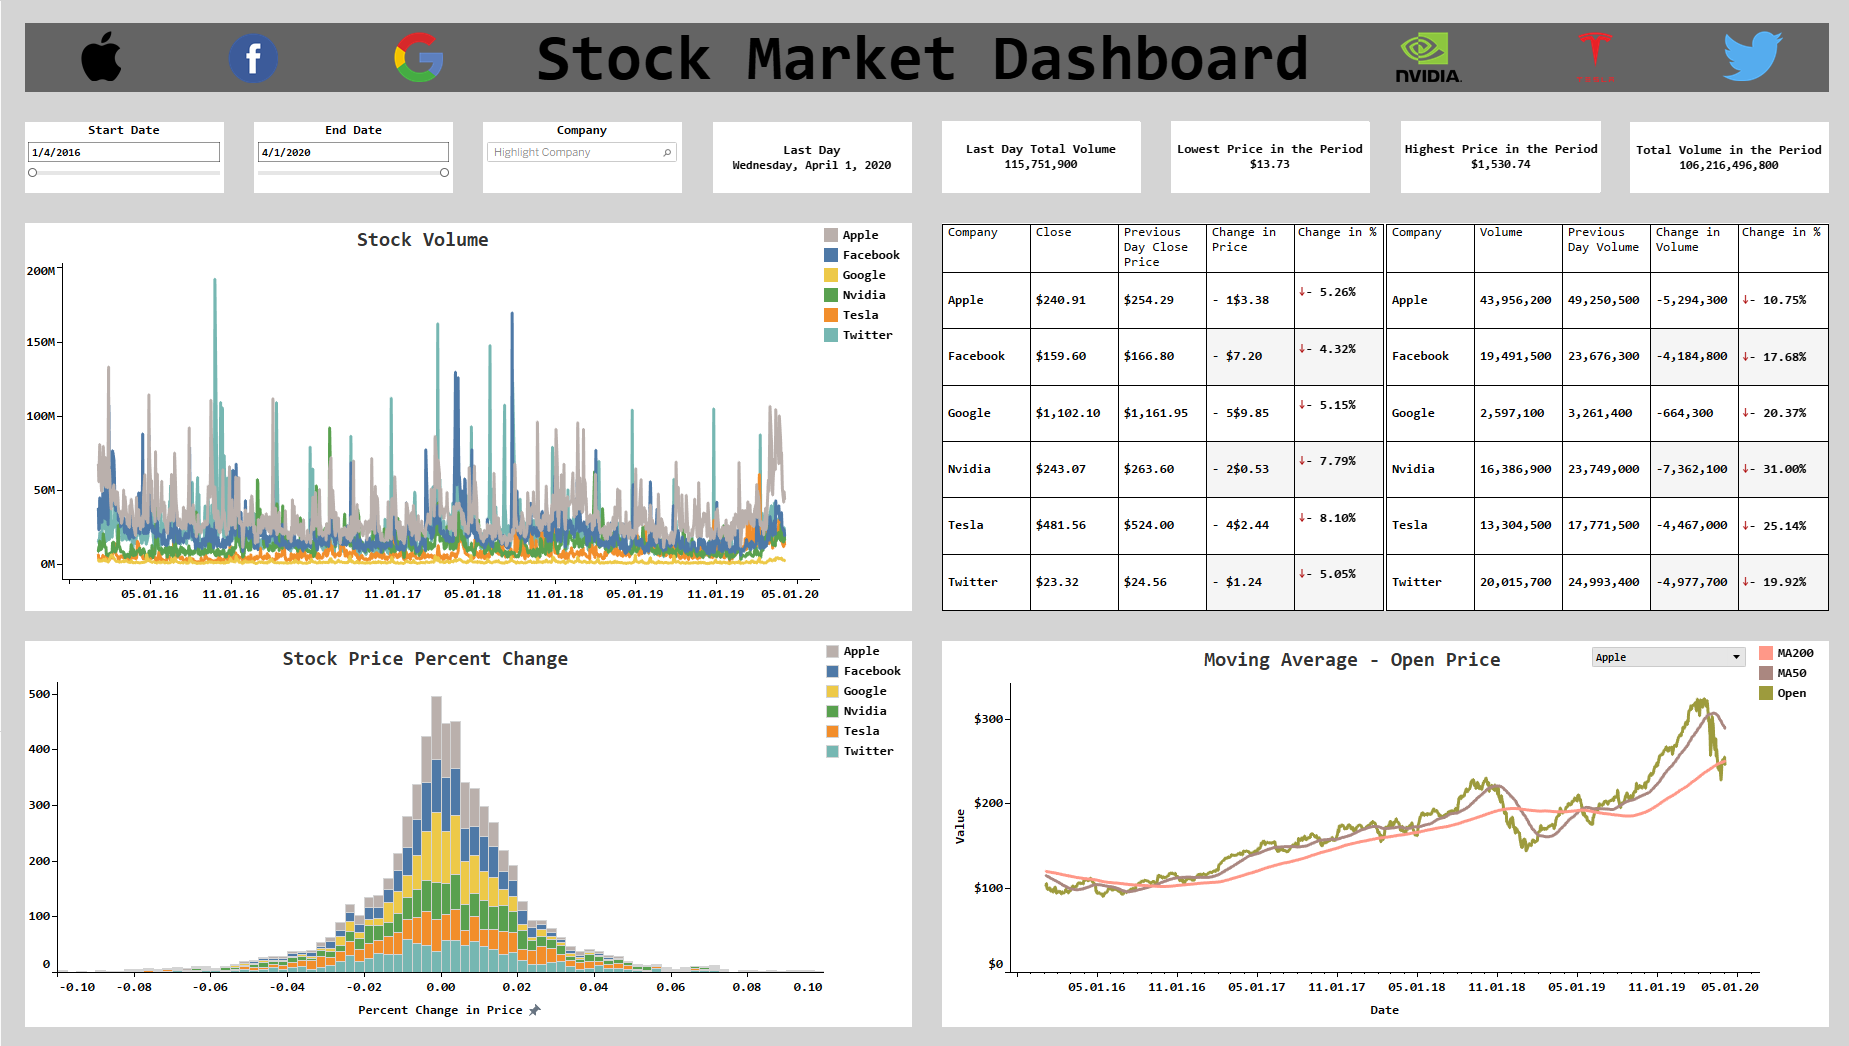 Stock Market Dashboard
NVIDIA
Start Date
1/4/2016
End Date
4/1/2020
Company
Highlight Company
Last Day
Wednesday, April 1, 2020
Last Day Total Volume
115,751,900
Lowest Price in the Period
$13.73
Highest Price in the Period
$1,530.74
Total Volume in the Period
106,216,496,800
Stock Volume
Apple
Facebook
Google
Nvidia
Tesla
Twitter
200M
150M
100M
50M
0M
05.01.16 11.01.16 05.01.17 11.01.17 05.01.18 11.01.18 05.01.19 11.01.19 05.01.20
Company Close Previous Day Close Price Change in Price Change in %
Apple $240.91 $254.29 - 1$3.38 ↓- 5.26%
Facebook $159.60 $166.80 - $7.20 ↓- 4.32%
Google $1,102.10 $1,161.95 - 5$9.85 ↓- 5.15%
Nvidia $243.07 $263.60 - 2$0.53 ↓- 7.79%
Tesla $481.56 $524.00 - 4$2.44 ↓- 8.10%
Twitter $23.32 $24.56 - $1.24 ↓- 5.05%
Company Volume Previous Day Volume Change in Volume Change in %
Apple 43,956,200 49,250,500 -5,294,300 ↓- 10.75%
Facebook 19,491,500 23,676,300 -4,184,800 ↓- 17.68%
Google 2,597,100 3,261,400 -664,300 ↓- 20.37%
Nvidia 16,386,900 23,749,000 -7,362,100 ↓- 31.00%
Tesla 13,304,500 17,771,500 -4,467,000 ↓- 25.14%
Twitter 20,015,700 24,993,400 -4,977,700 ↓- 19.92%
Stock Price Percent Change
Apple
Facebook
Google
Nvidia
Tesla
Twitter
500
400
300
200
100
0
-0.10 -0.08 -0.06 -0.04 -0.02 0.00 0.02 0.04 0.06 0.08 0.10
Percent Change in Price
Moving Average - Open Price
Apple
MA200
MA50
Open
$300
$200
$100
$0
Value
05.01.16 11.01.16 05.01.17 11.01.17 05.01.18 11.01.18 05.01.19 11.01.19 05.01.20
Date